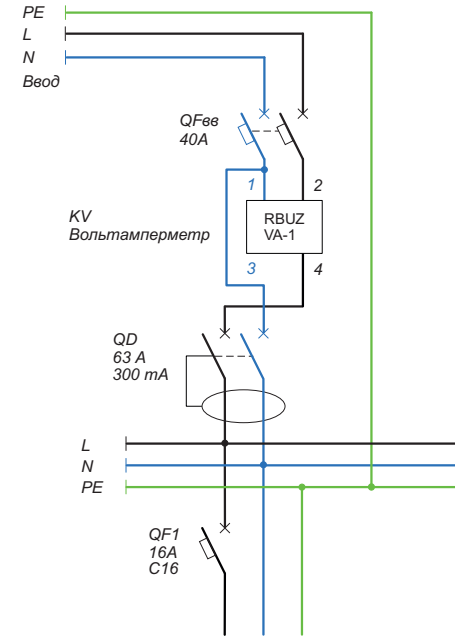 PE
L
N
Ввод
QFвв
40A
1
2
KV
Вольтамперметр
RBUZ
VA-1
3
4
QD
63 A
300 mA
L
N
PE
QF1
16A
C16